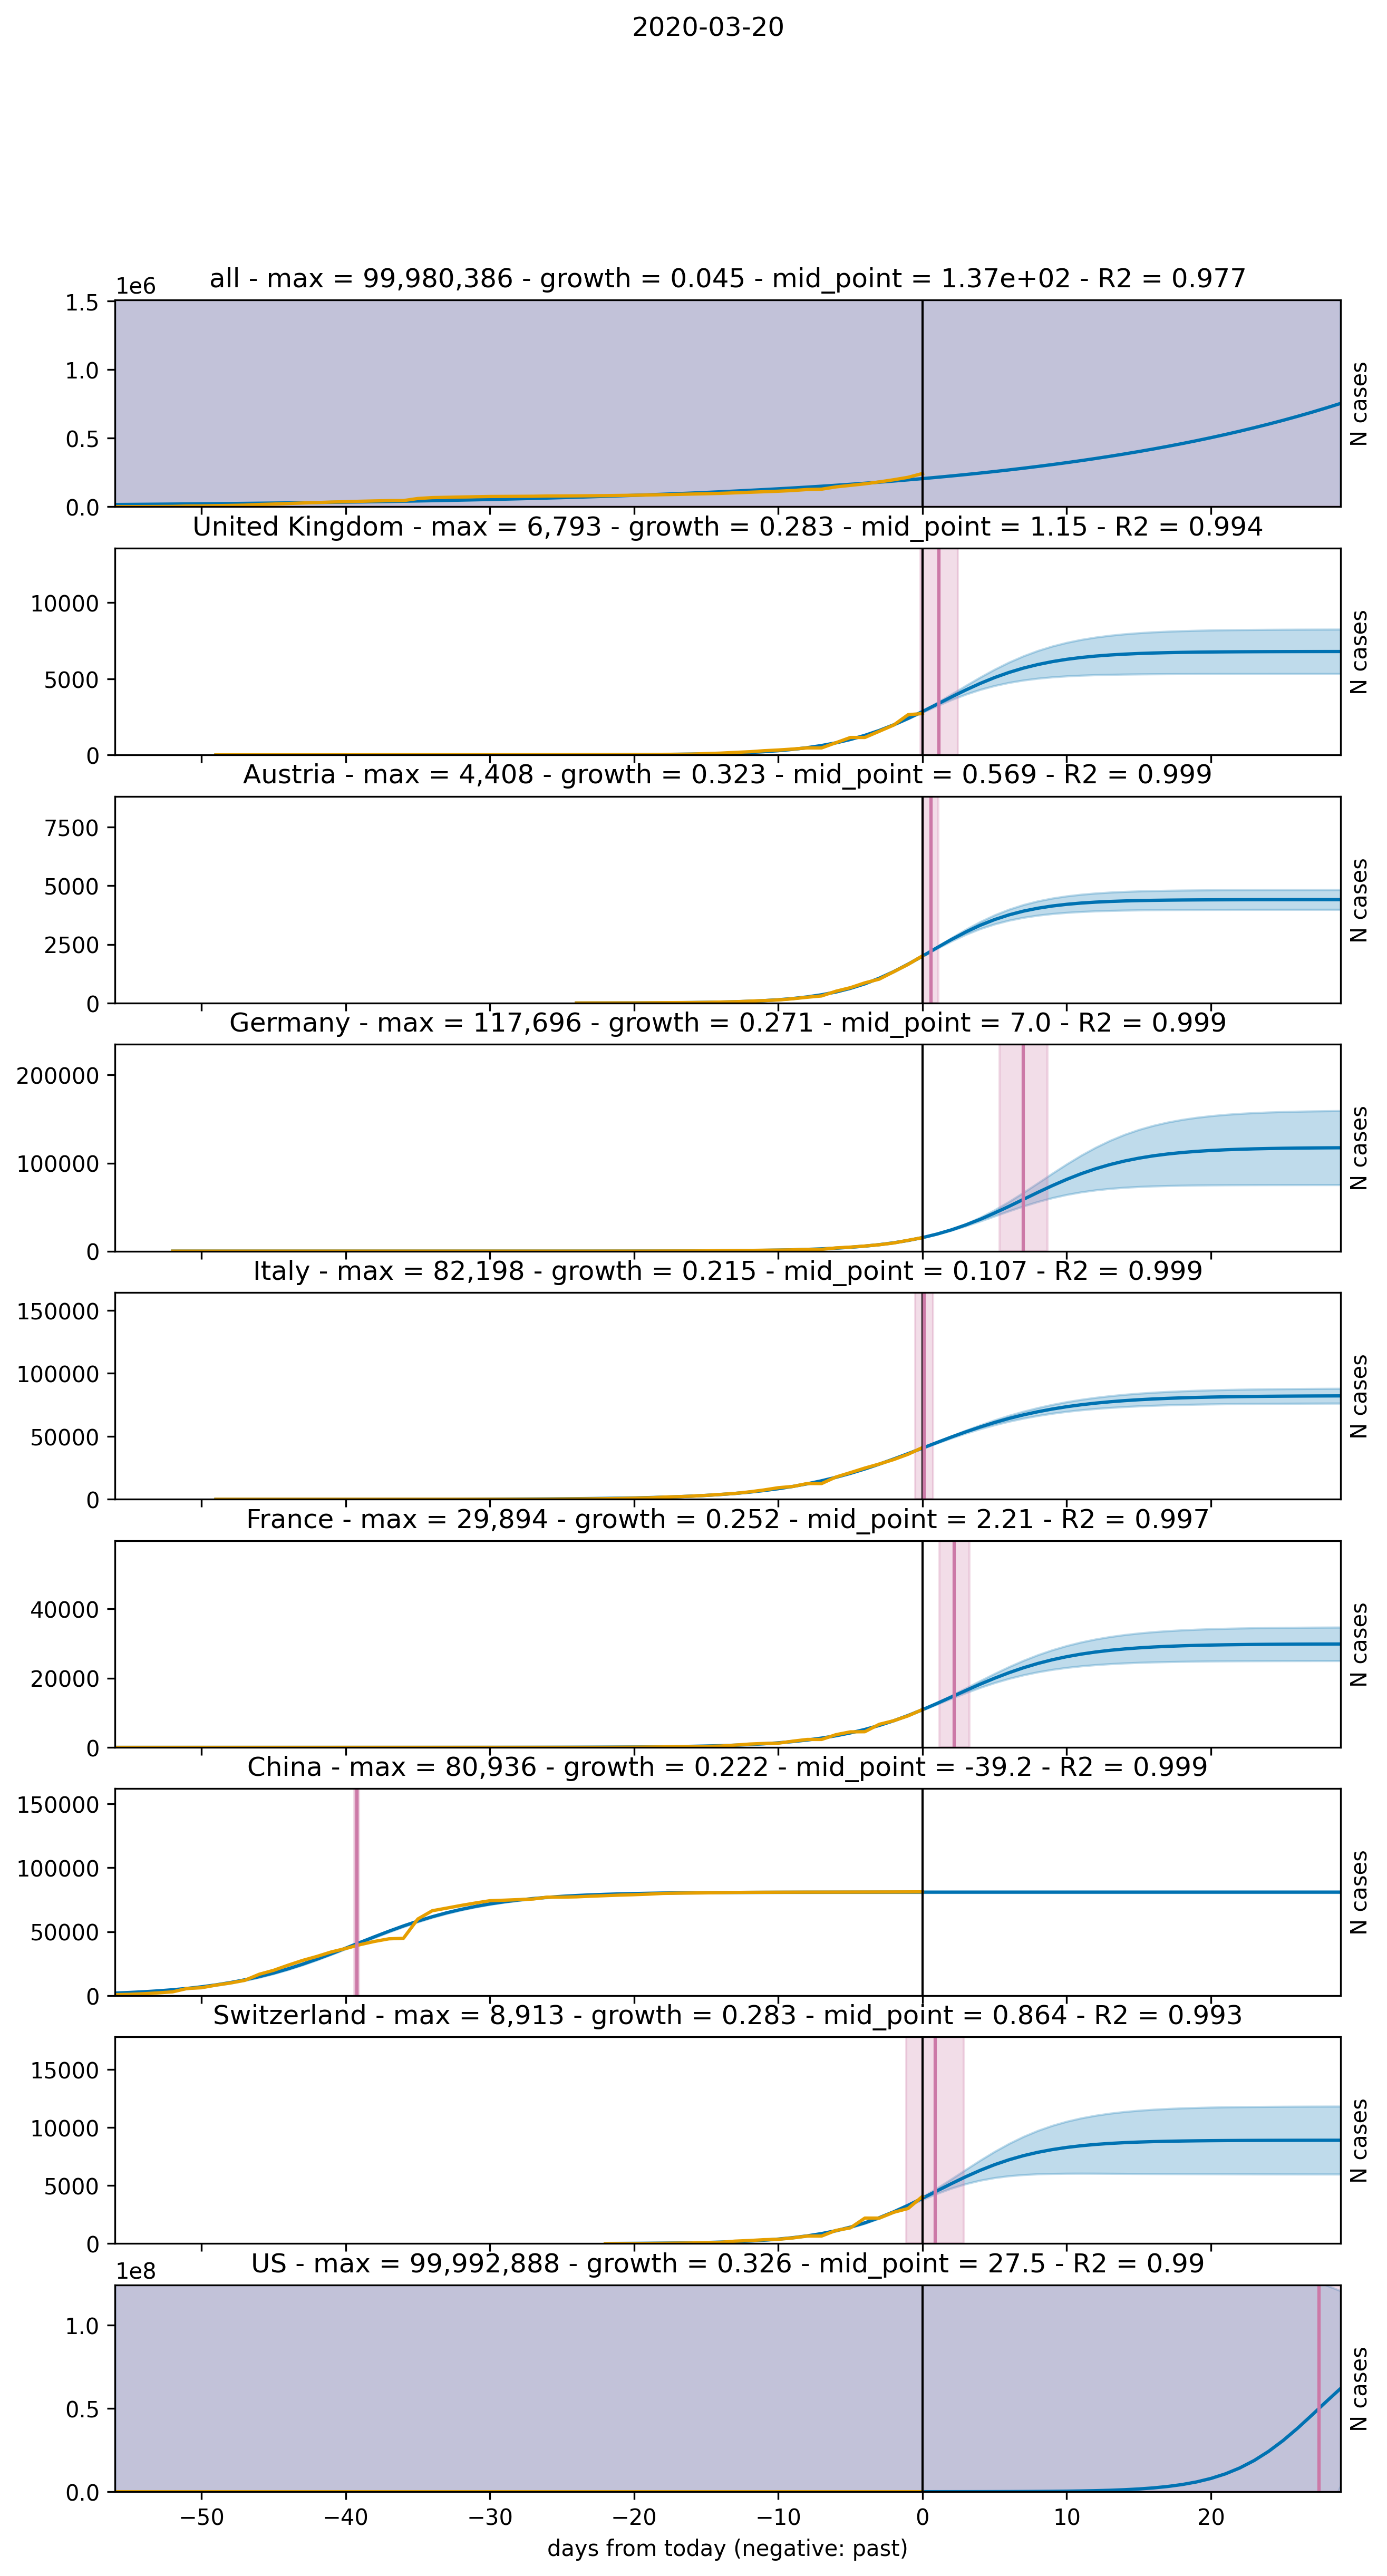 2020-03-20
all - max = 99,980,386 - growth = 0.045 - mid_point = 1.37e+02 - R2 = 0.977
1e6
1.5
1.0
0.5
0.0
N cases
United Kingdom - max = 6,793 - growth = 0.283 - mid_point = 1.15 - R2 = 0.994
10000
5000
0
N cases
Austria - max = 4,408 - growth = 0.323 - mid_point = 0.569 - R2 = 0.999
7500
5000
2500
0
N cases
Germany - max = 117,696 - growth = 0.271 - mid_point = 7.0 - R2 = 0.999
200000
100000
0
N cases
Italy - max = 82,198 - growth = 0.215 - mid_point = 0.107 - R2 = 0.999
150000
100000
50000
0
N cases
France - max = 29,894 - growth = 0.252 - mid_point = 2.21 - R2 = 0.997
40000
20000
0
N cases
China - max = 80,936 - growth = 0.222 - mid_point = -39.2 - R2 = 0.999
150000
100000
50000
0
N cases
Switzerland - max = 8,913 - growth = 0.283 - mid_point = 0.864 - R2 = 0.993
15000
10000
5000
0
N cases
US - max = 99,992,888 - growth = 0.326 - mid_point = 27.5 - R2 = 0.99
1e8
1.0
0.5
0.0
N cases
−50 −40 −30 −20 −10 0 10 20
days from today (negative: past)